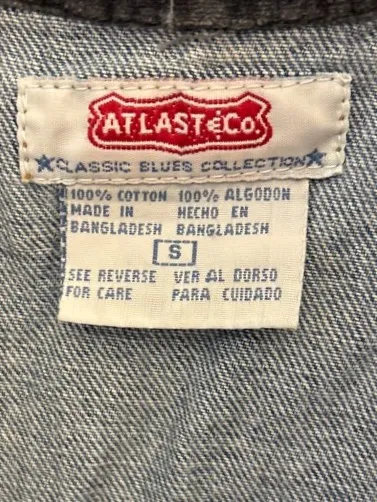 ATLAST & Co.
★CLASSIC BLUES COLLECTION★
100% COTTON 100% ALGODON
MADE IN HECHO EN
BANGLADESH BANGLADESH
S
SEE REVERSE VER AL DORSO
FOR CARE PARA CUIDADO